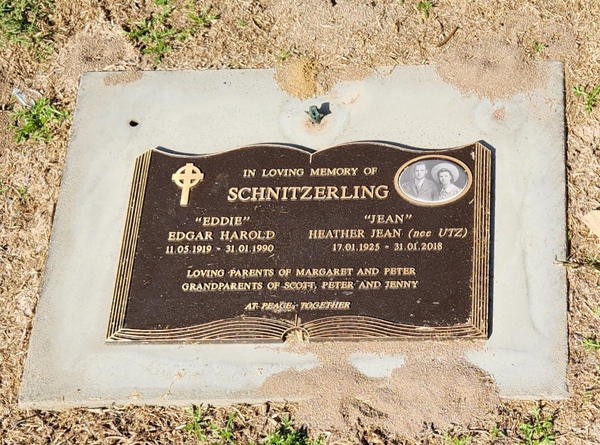 IN LOVING MEMORY OF
SCHNITZERLING
"EDDIE"
EDGAR HAROLD
11.05.1919 - 31.01.1990
"JEAN"
HEATHER JEAN (nee UTZ)
17.01.1925 - 31.01.2018
LOVING PARENTS OF MARGARET AND PETER
GRANDPARENTS OF SCOTT, PETER AND JENNY
AT PEACE, TOGETHER